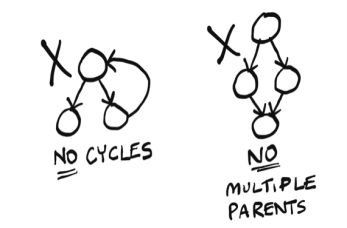 X
NO CYCLES
X
NO
MULTIPLE
PARENTS